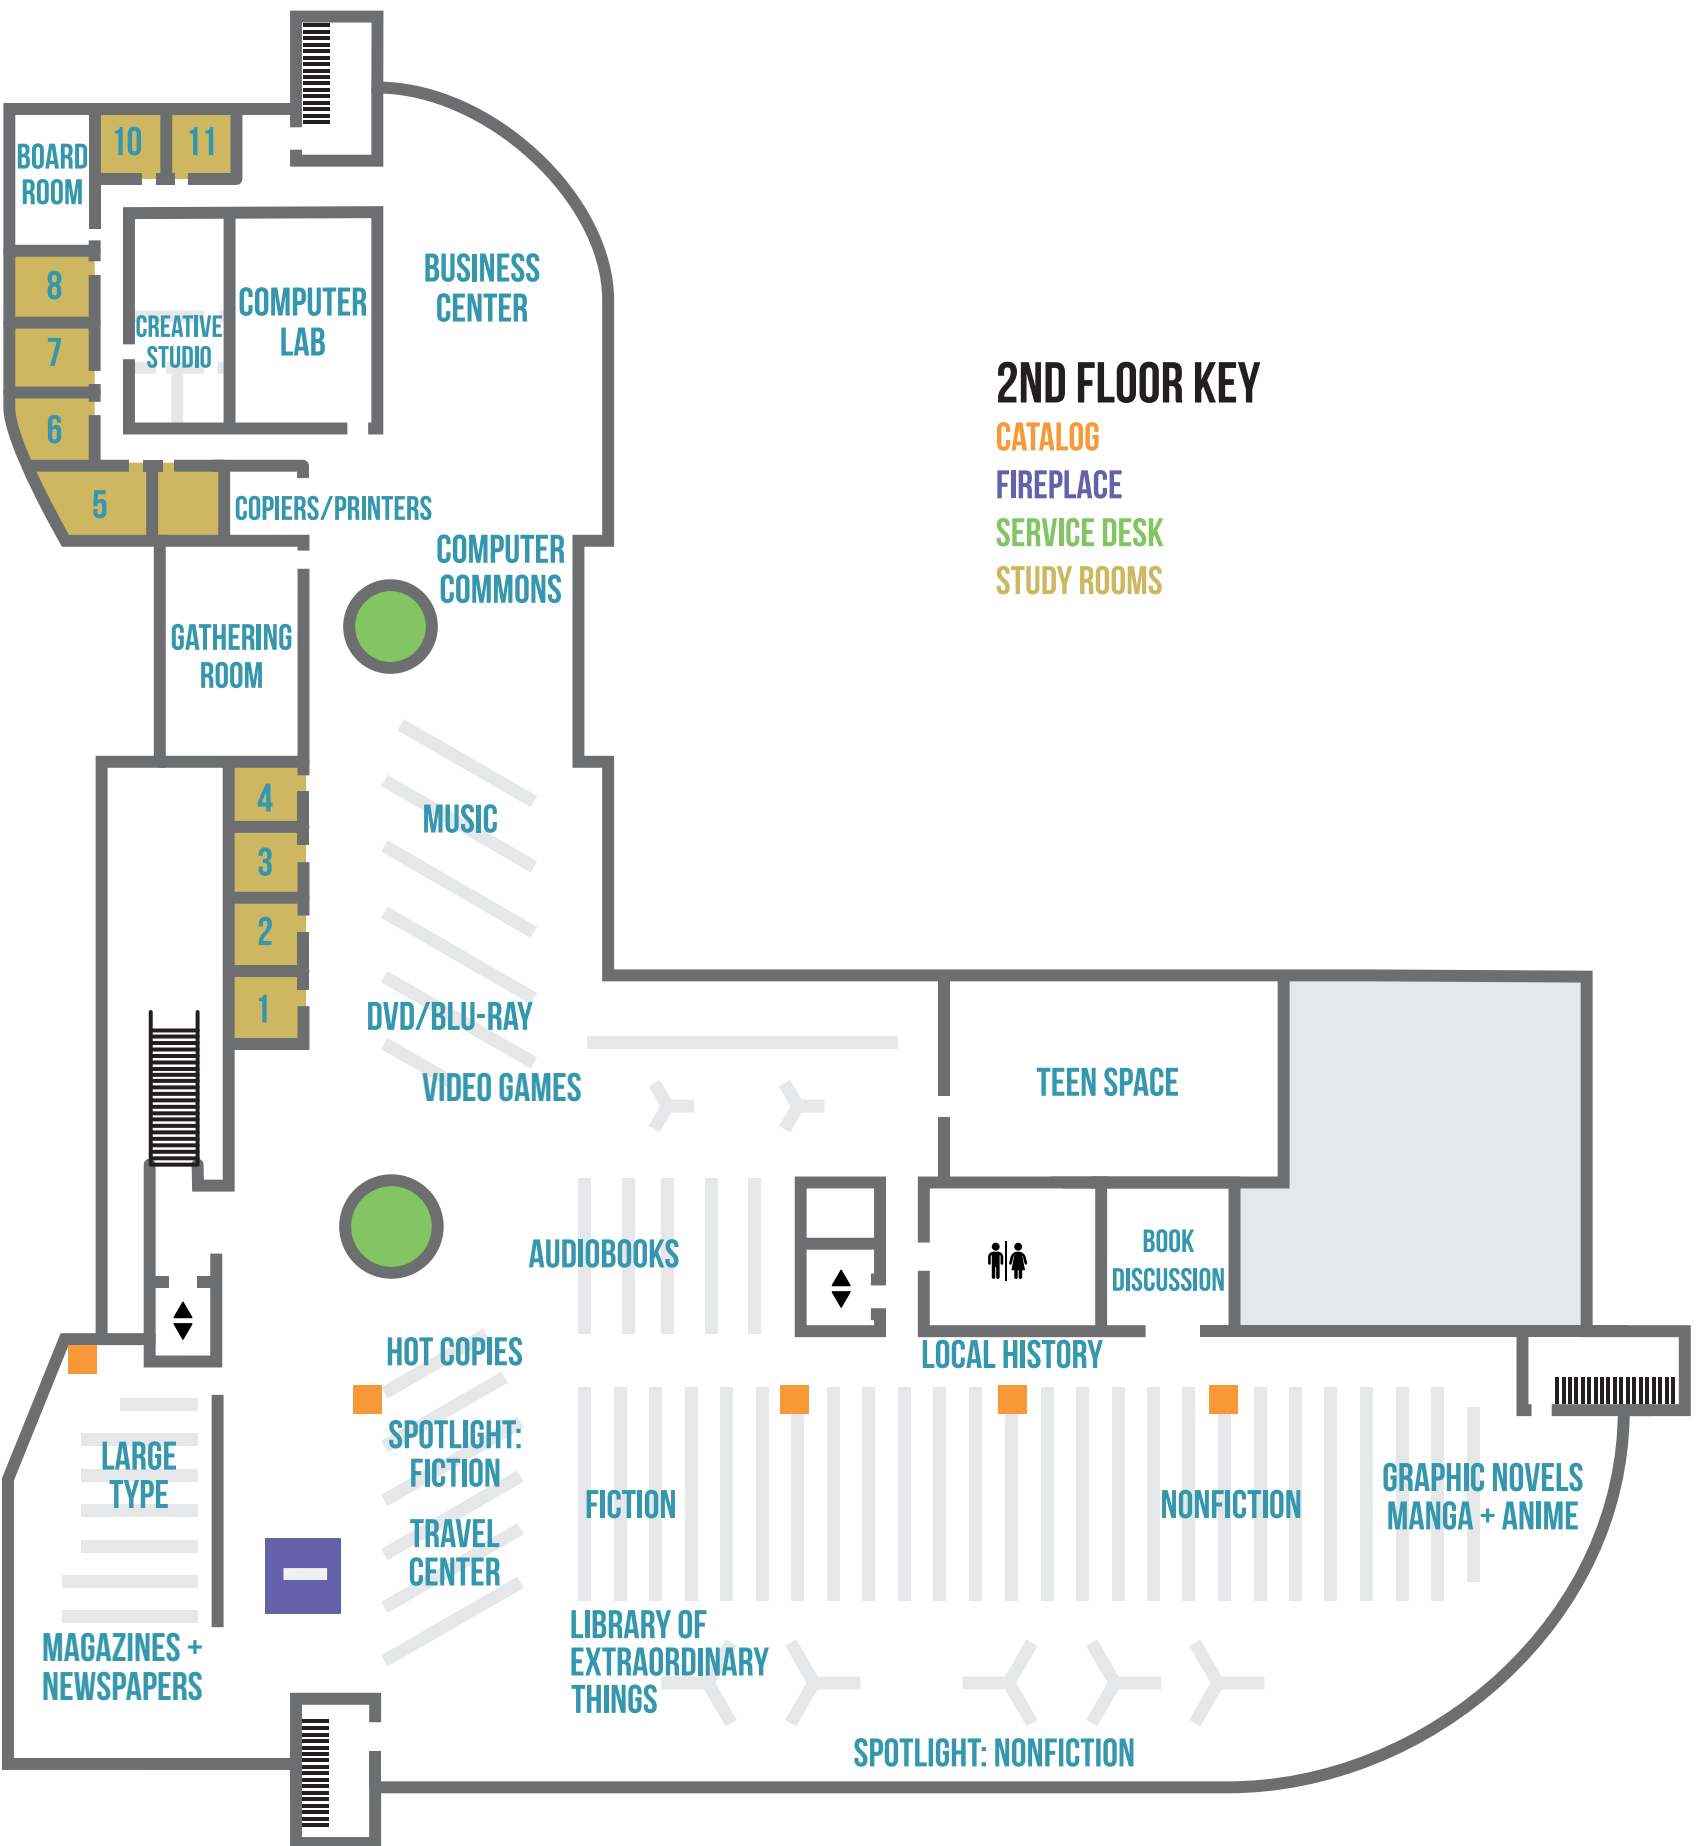 10
11
BOARD
ROOM
BUSINESS
CENTER
8
COMPUTER
LAB
CREATIVE
STUDIO
7
6
2ND FLOOR KEY
CATALOG
FIREPLACE
SERVICE DESK
STUDY ROOMS
5
COPIERS/PRINTERS
COMPUTER
COMMONS
GATHERING
ROOM
4
MUSIC
3
2
1
DVD/BLU-RAY
VIDEO GAMES
TEEN SPACE
AUDIOBOOKS
BOOK
DISCUSSION
HOT COPIES
LOCAL HISTORY
SPOTLIGHT:
FICTION
LARGE
TYPE
FICTION
NONFICTION
GRAPHIC NOVELS
MANGA + ANIME
TRAVEL
CENTER
MAGAZINES +
NEWSPAPERS
LIBRARY OF
EXTRAORDINARY
THINGS
SPOTLIGHT: NONFICTION